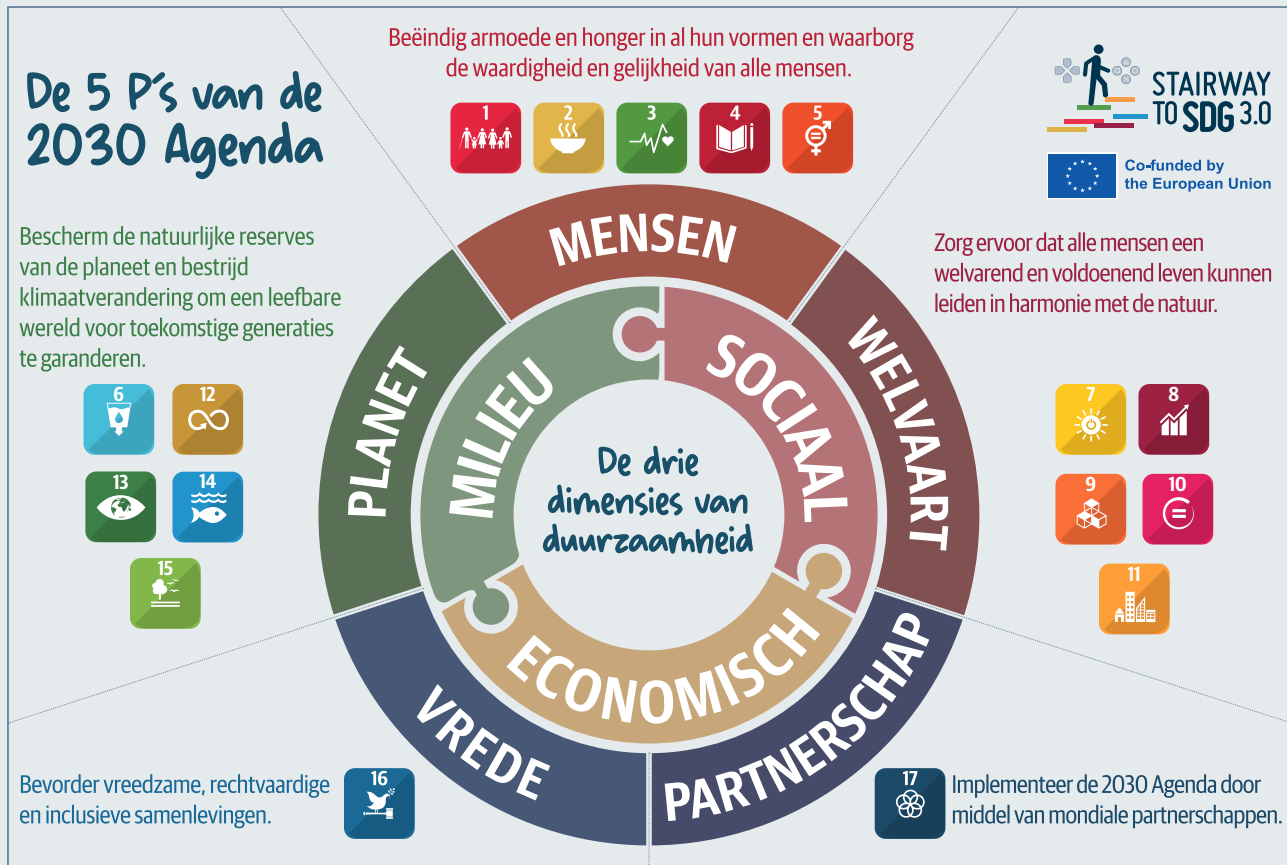 De 5 P's van de
2030 Agenda
Beëindig armoede en honger in al hun vormen en waarborg
de waardigheid en gelijkheid van alle mensen.
1 2 3 4 5
STAIRWAY
TO SDG 3.0
Co-funded by
the European Union
Bescherm de natuurlijke reserves
van de planeet en bestrijd
klimaatverandering om een leefbare
wereld voor toekomstige generaties
te garanderen.
6 12
13 14
15
Zorg ervoor dat alle mensen een
welvarend en voldoenend leven kunnen
leiden in harmonie met de natuur.
7 8
9 10
11
MENSEN
PLANET
WELVAART
MILIEU
SOCIAAL
De drie
dimensies van
duurzaamheid
ECONOMISCH
VREDE
PARTNERSCHAP
Bevorder vreedzame, rechtvaardige
en inclusieve samenlevingen.
16
17
Implementeer de 2030 Agenda door
middel van mondiale partnerschappen.